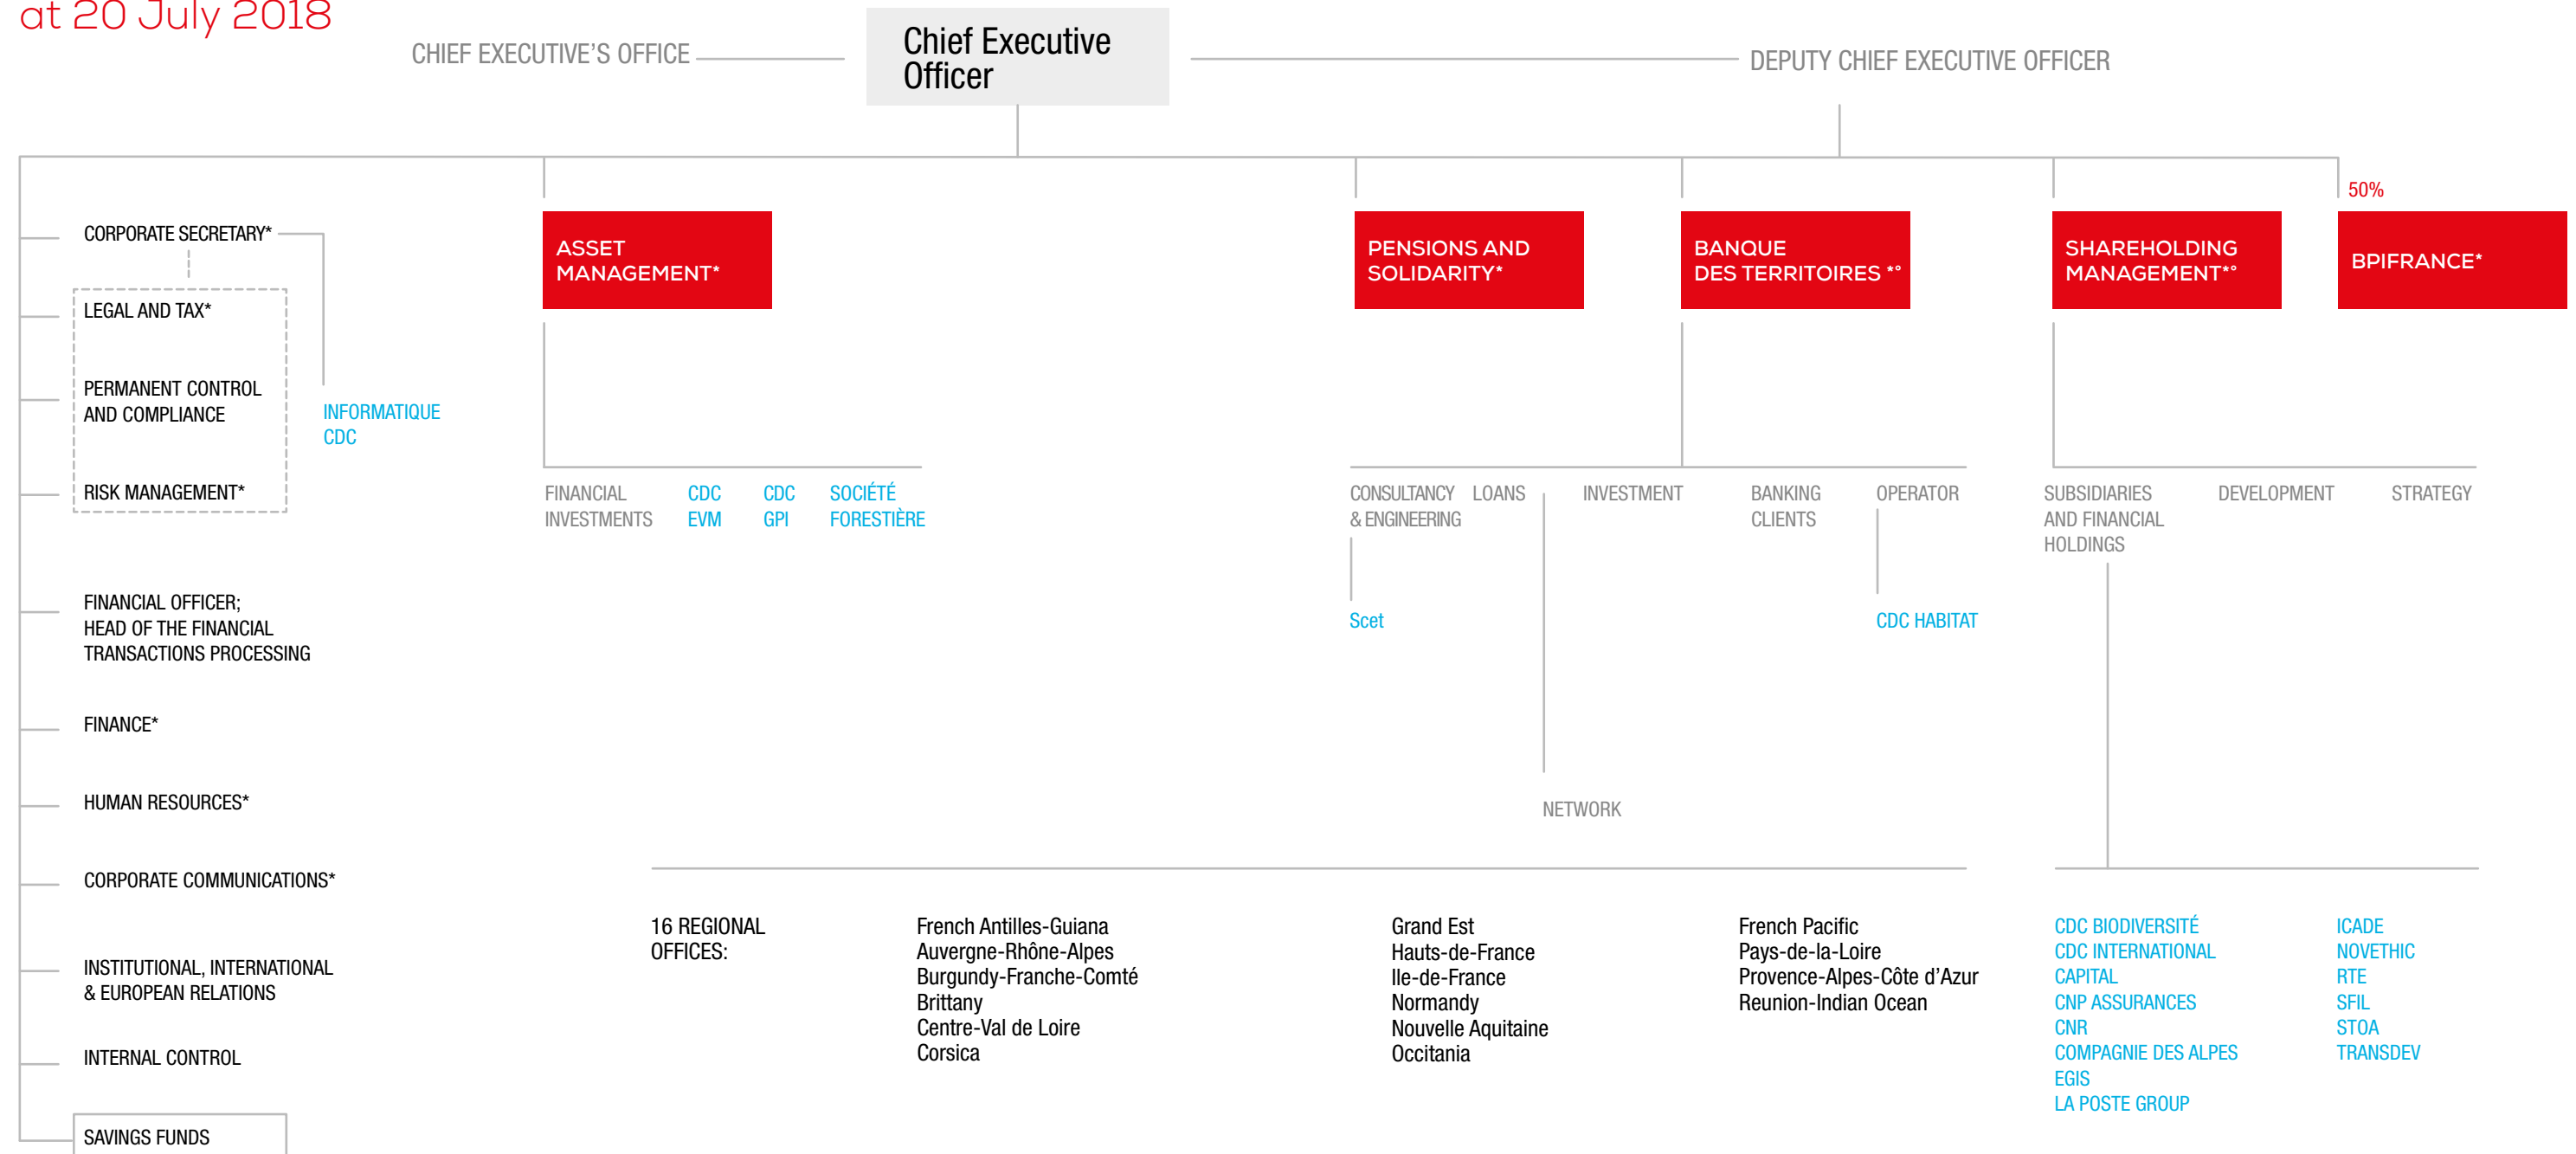 at 20 July 2018
CHIEF EXECUTIVE'S OFFICE
Chief Executive
Officer
DEPUTY CHIEF EXECUTIVE OFFICER
50%
CORPORATE SECRETARY*
LEGAL AND TAX*
PERMANENT CONTROL
AND COMPLIANCE
RISK MANAGEMENT*
INFORMATIQUE
CDC
FINANCIAL OFFICER;
HEAD OF THE FINANCIAL
TRANSACTIONS PROCESSING
FINANCE*
HUMAN RESOURCES*
CORPORATE COMMUNICATIONS*
INSTITUTIONAL, INTERNATIONAL
& EUROPEAN RELATIONS
INTERNAL CONTROL
SAVINGS FUNDS
ASSET
MANAGEMENT*
FINANCIAL
INVESTMENTS
CDC
EVM
CDC
GPI
SOCIÉTÉ
FORESTIÈRE
PENSIONS AND
SOLIDARITY*
BANQUE
DES TERRITOIRES *°
CONSULTANCY
& ENGINEERING
LOANS
INVESTMENT
BANKING
CLIENTS
OPERATOR
Scet
CDC HABITAT
NETWORK
16 REGIONAL
OFFICES:
French Antilles-Guiana
Auvergne-Rhône-Alpes
Burgundy-Franche-Comté
Brittany
Centre-Val de Loire
Corsica
Grand Est
Hauts-de-France
Ile-de-France
Normandy
Nouvelle Aquitaine
Occitania
French Pacific
Pays-de-la-Loire
Provence-Alpes-Côte d'Azur
Reunion-Indian Ocean
SHAREHOLDING
MANAGEMENT*°
BPIFRANCE*
SUBSIDIARIES
AND FINANCIAL
HOLDINGS
DEVELOPMENT
STRATEGY
CDC BIODIVERSITÉ
CDC INTERNATIONAL
CAPITAL
CNP ASSURANCES
CNR
COMPAGNIE DES ALPES
EGIS
LA POSTE GROUP
ICADE
NOVETHIC
RTE
SFIL
STOA
TRANSDEV